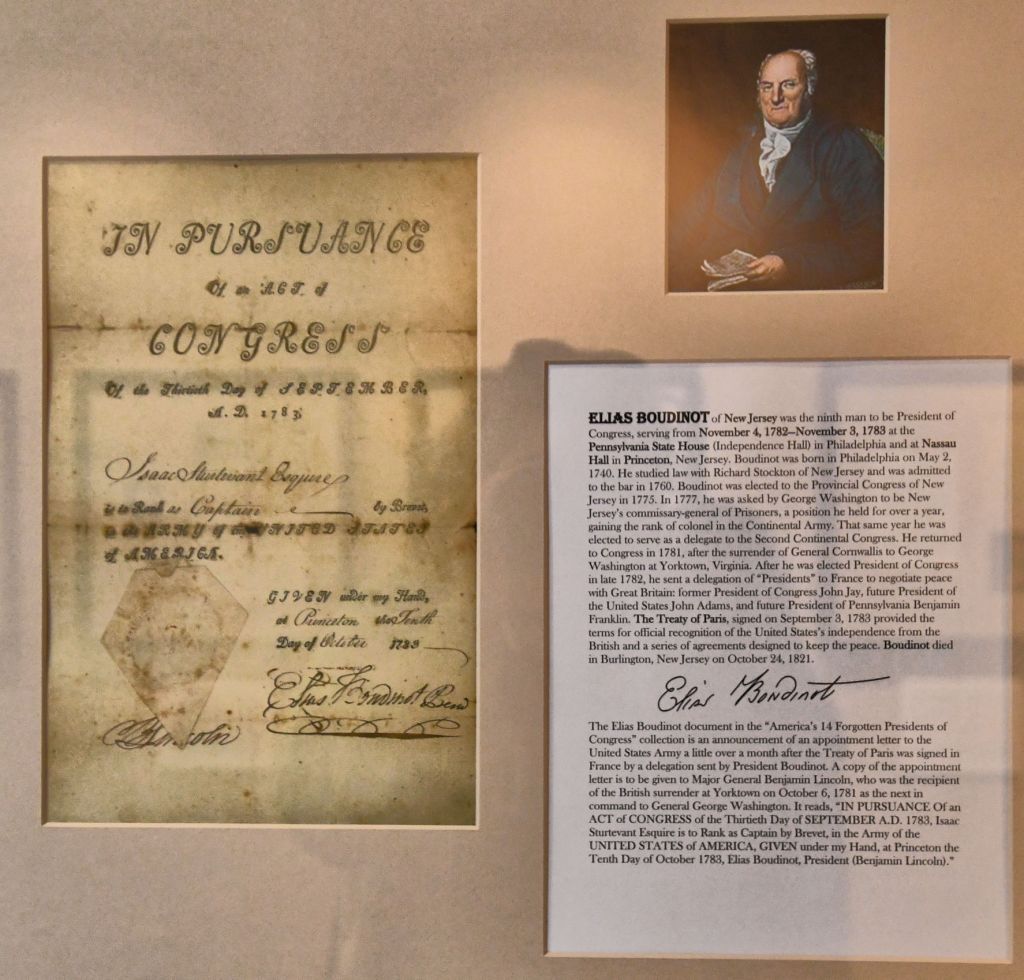 IN PURSUANCE
Of an ACT of
CONGRESS
Of the Thirtieth Day of SEPTEMBER,
A. D. 1783,
Isaac Sturtevant Esquire
is to Rank as Captain by Brevet,
in the ARMY of the UNITED STATES
of AMERICA.
GIVEN under my Hand,
at Princeton the Tenth
Day of October 1783
Elias Boudinot
B Lincoln
ELIAS BOUDINOT of New Jersey was the ninth man to be President of
Congress, serving from November 4, 1782–November 3, 1783 at the
Pennsylvania State House (Independence Hall) in Philadelphia and at Nassau
Hall in Princeton, New Jersey. Boudinot was born in Philadelphia on May 2,
1740. He studied law with Richard Stockton of New Jersey and was admitted
to the bar in 1760. Boudinot was elected to the Provincial Congress of New
Jersey in 1775. In 1777, he was asked by George Washington to be New
Jersey's commissary-general of Prisoners, a position he held for over a year,
gaining the rank of colonel in the Continental Army. That same year he was
elected to serve as a delegate to the Second Continental Congress. He returned
to Congress in 1781, after the surrender of General Cornwallis to George
Washington at Yorktown, Virginia. After he was elected President of Congress
in late 1782, he sent a delegation of "Presidents" to France to negotiate peace
with Great Britain: former President of Congress John Jay, future President of
the United States John Adams, and future President of Pennsylvania Benjamin
Franklin. The Treaty of Paris, signed on September 3, 1783 provided the
terms for official recognition of the United States's independence from the
British and a series of agreements designed to keep the peace. Boudinot died
in Burlington, New Jersey on October 24, 1821.
Elias Boudinot
The Elias Boudinot document in the "America's 14 Forgotten Presidents of
Congress" collection is an announcement of an appointment letter to the
United States Army a little over a month after the Treaty of Paris was signed in
France by a delegation sent by President Boudinot. A copy of the appointment
letter is to be given to Major General Benjamin Lincoln, who was the recipient
of the British surrender at Yorktown on October 6, 1781 as the next in
command to General George Washington. It reads, "IN PURSUANCE Of an
ACT of CONGRESS of the Thirtieth Day of SEPTEMBER A.D. 1783, Isaac
Sturtevant Esquire is to Rank as Captain by Brevet, in the Army of the
UNITED STATES of AMERICA, GIVEN under my Hand, at Princeton the
Tenth Day of October 1783, Elias Boudinot, President (Benjamin Lincoln)."